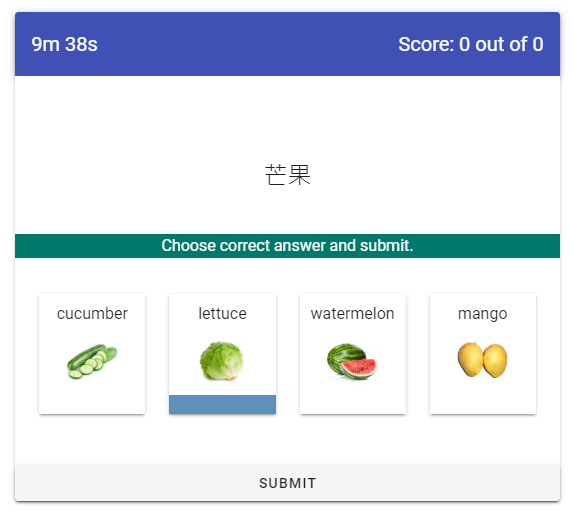 9m 38s Score: 0 out of 0
芒果
Choose correct answer and submit.
cucumber lettuce watermelon mango
SUBMIT